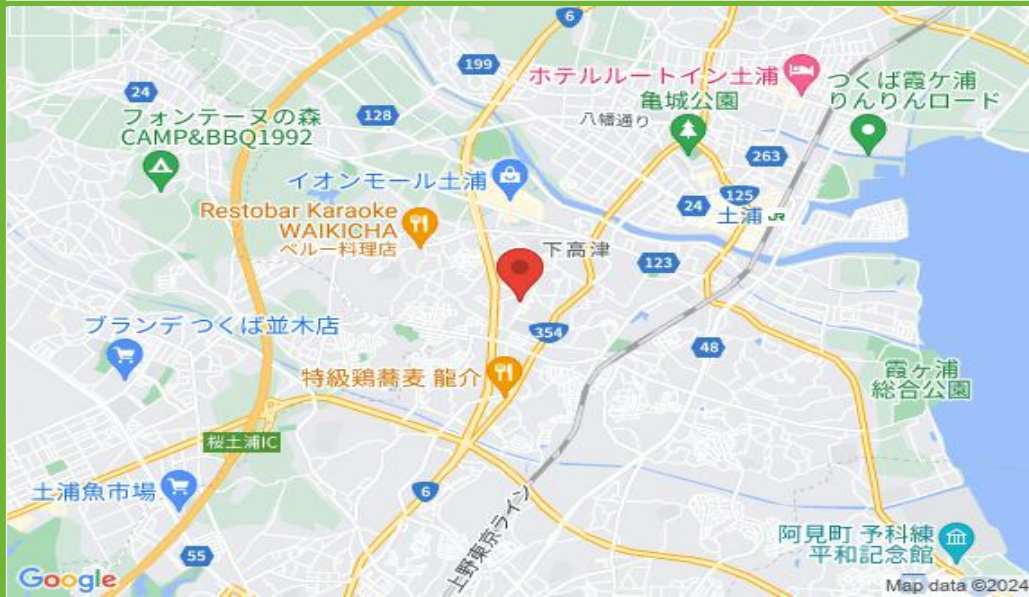 6
199
ホテルルートイン土浦
つくば霞ケ浦
りんりんロード
24
亀城公園
フォンテーヌの森
CAMP&BBQ1992
128
八幡通り
263
イオンモール土浦
125
24
土浦 JR
Restobar Karaoke
WAIKICHA
ペルー料理店
下高津
123
ブランデ つくば並木店
354
48
特級鶏蕎麦 龍介
霞ヶ浦
総合公園
桜土浦IC
土浦魚市場
6
上野東京ライン
阿見町 予科練
平和記念館
55
Google
Map data ©2024